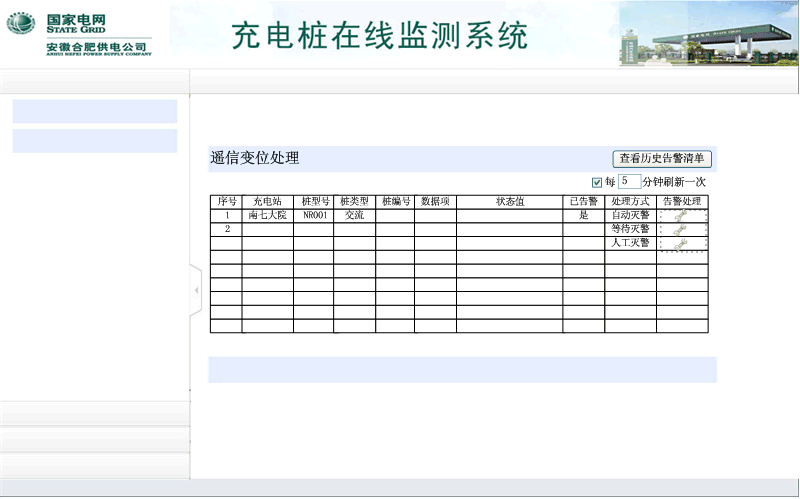 国家电网
STATE GRID
安徽合肥供电公司
ANHUI HEFEI POWER SUPPLY COMPANY
充电桩在线监测系统
国家电网
遥信变位处理 查看历史告警清单
每 5 分钟刷新一次
序号 充电站 桩型号 桩类型 桩编号 数据项 状态值 已告警 处理方式 告警处理
1 南七大院 NR001 交流 是 自动灭警
2 等待灭警
人工灭警